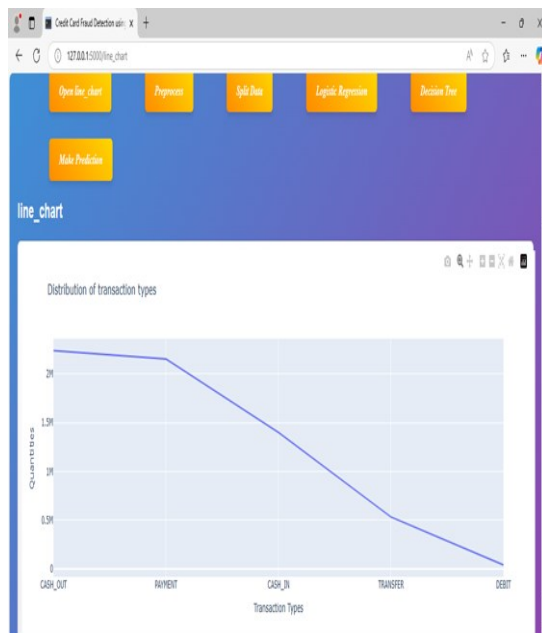 Credit Card Fraud Detection usin
127.0.0.1:5000/line_chart
Open line_chart
Preprocess
Split Data
Logistic Regression
Decision Tree
Make Prediction
line_chart
Distribution of transaction types
2M
1.5M
1M
0.5M
0
Quantities
CASH_OUT
PAYMENT
CASH_IN
TRANSFER
DEBIT
Transaction Types